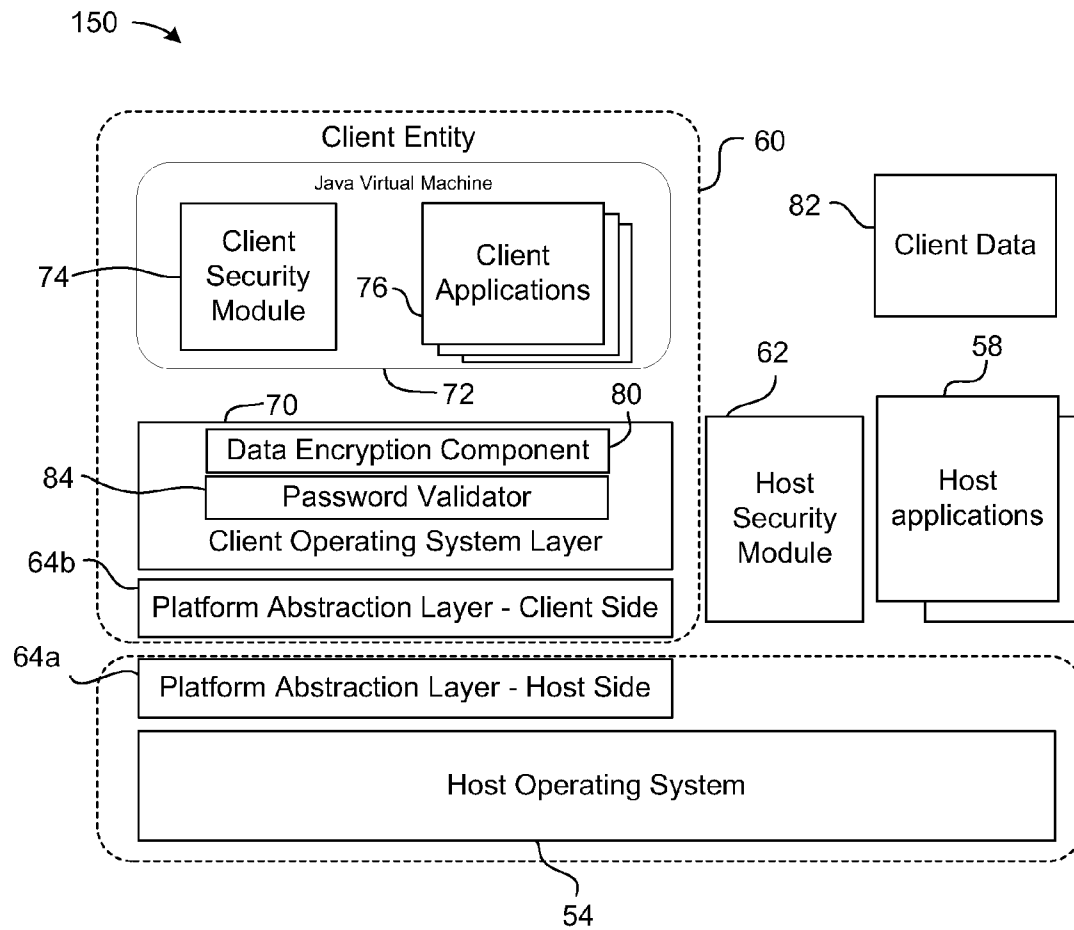 150
Client Entity
60
Java Virtual Machine
82
Client Data
74
Client
Security
Module
76
Client
Applications
62
58
72
70
80
Data Encryption Component
84
Password Validator
Client Operating System Layer
Host
Security
Module
Host
applications
64b
Platform Abstraction Layer - Client Side
64a
Platform Abstraction Layer - Host Side
Host Operating System
54